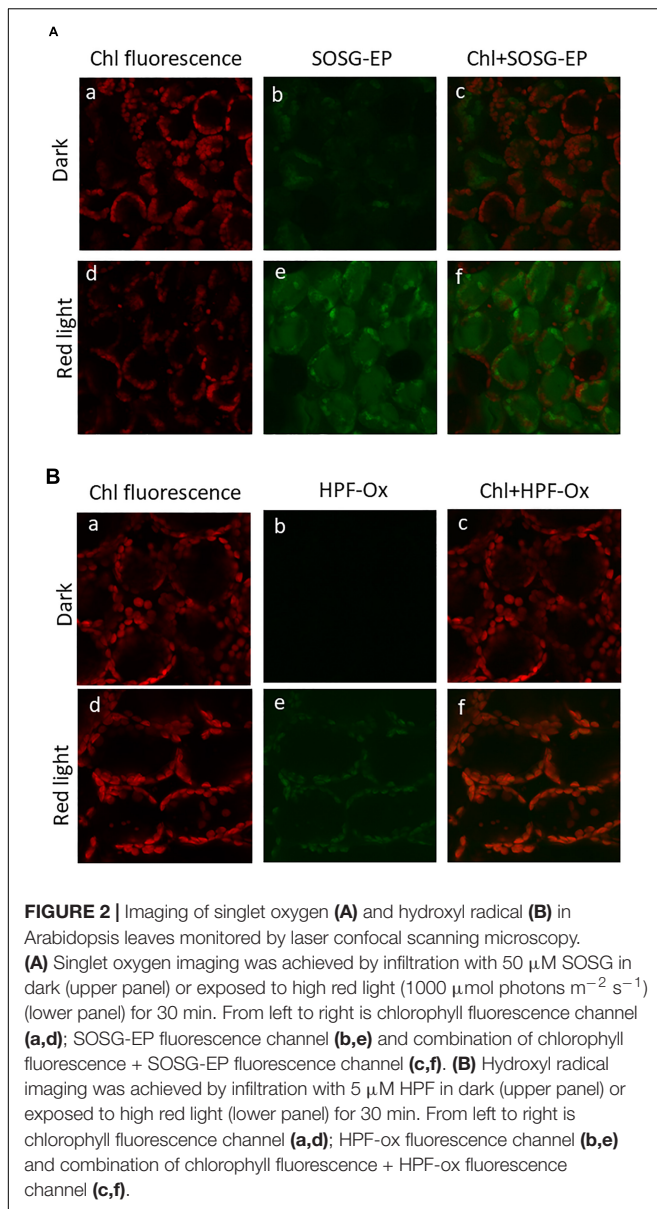 A
Chl fluorescence SOSG-EP Chl+SOSG-EP
Dark
a b c
Red light
d e f
B
Chl fluorescence HPF-Ox Chl+HPF-Ox
Dark
a b c
Red light
d e f
FIGURE 2 | Imaging of singlet oxygen (A) and hydroxyl radical (B) in
Arabidopsis leaves monitored by laser confocal scanning microscopy.
(A) Singlet oxygen imaging was achieved by infiltration with 50 μM SOSG in
dark (upper panel) or exposed to high red light (1000 μmol photons m⁻² s⁻¹)
(lower panel) for 30 min. From left to right is chlorophyll fluorescence channel
(a,d); SOSG-EP fluorescence channel (b,e) and combination of chlorophyll
fluorescence + SOSG-EP fluorescence channel (c,f). (B) Hydroxyl radical
imaging was achieved by infiltration with 5 μM HPF in dark (upper panel) or
exposed to high red light (lower panel) for 30 min. From left to right is
chlorophyll fluorescence channel (a,d); HPF-ox fluorescence channel (b,e)
and combination of chlorophyll fluorescence + HPF-ox fluorescence
channel (c,f).